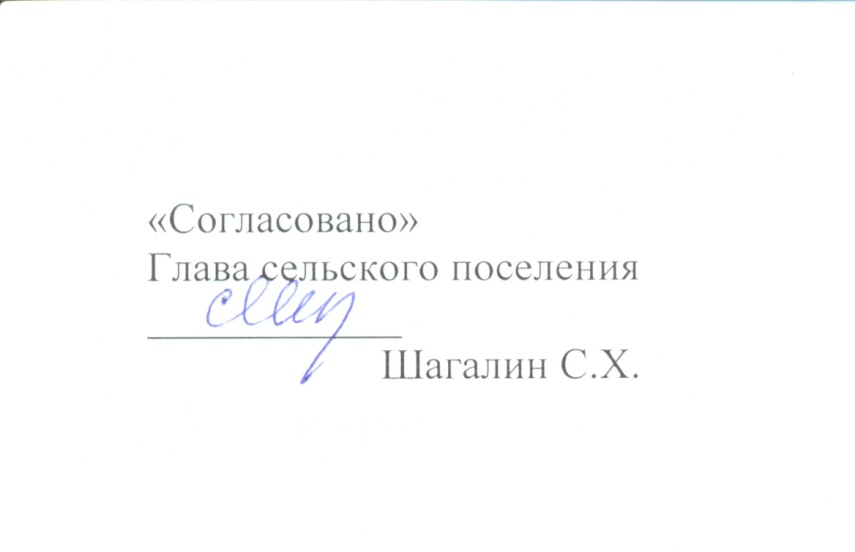 «Согласовано»
Глава сельского поселения
Шагалин С.Х.